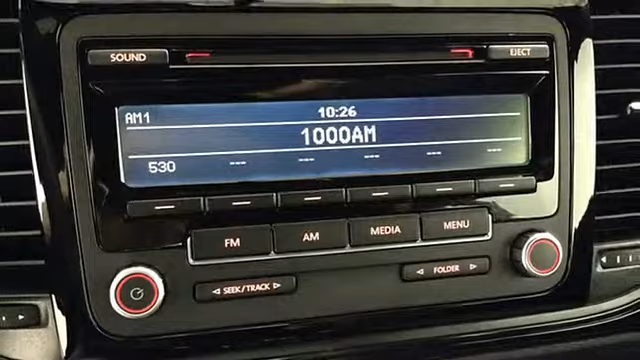 SOUND
EJECT
AM1 10:26
1000AM
530 --- --- --- --- ---
FM AM MEDIA MENU
◁ SEEK/TRACK ▷
◁ FOLDER ▷